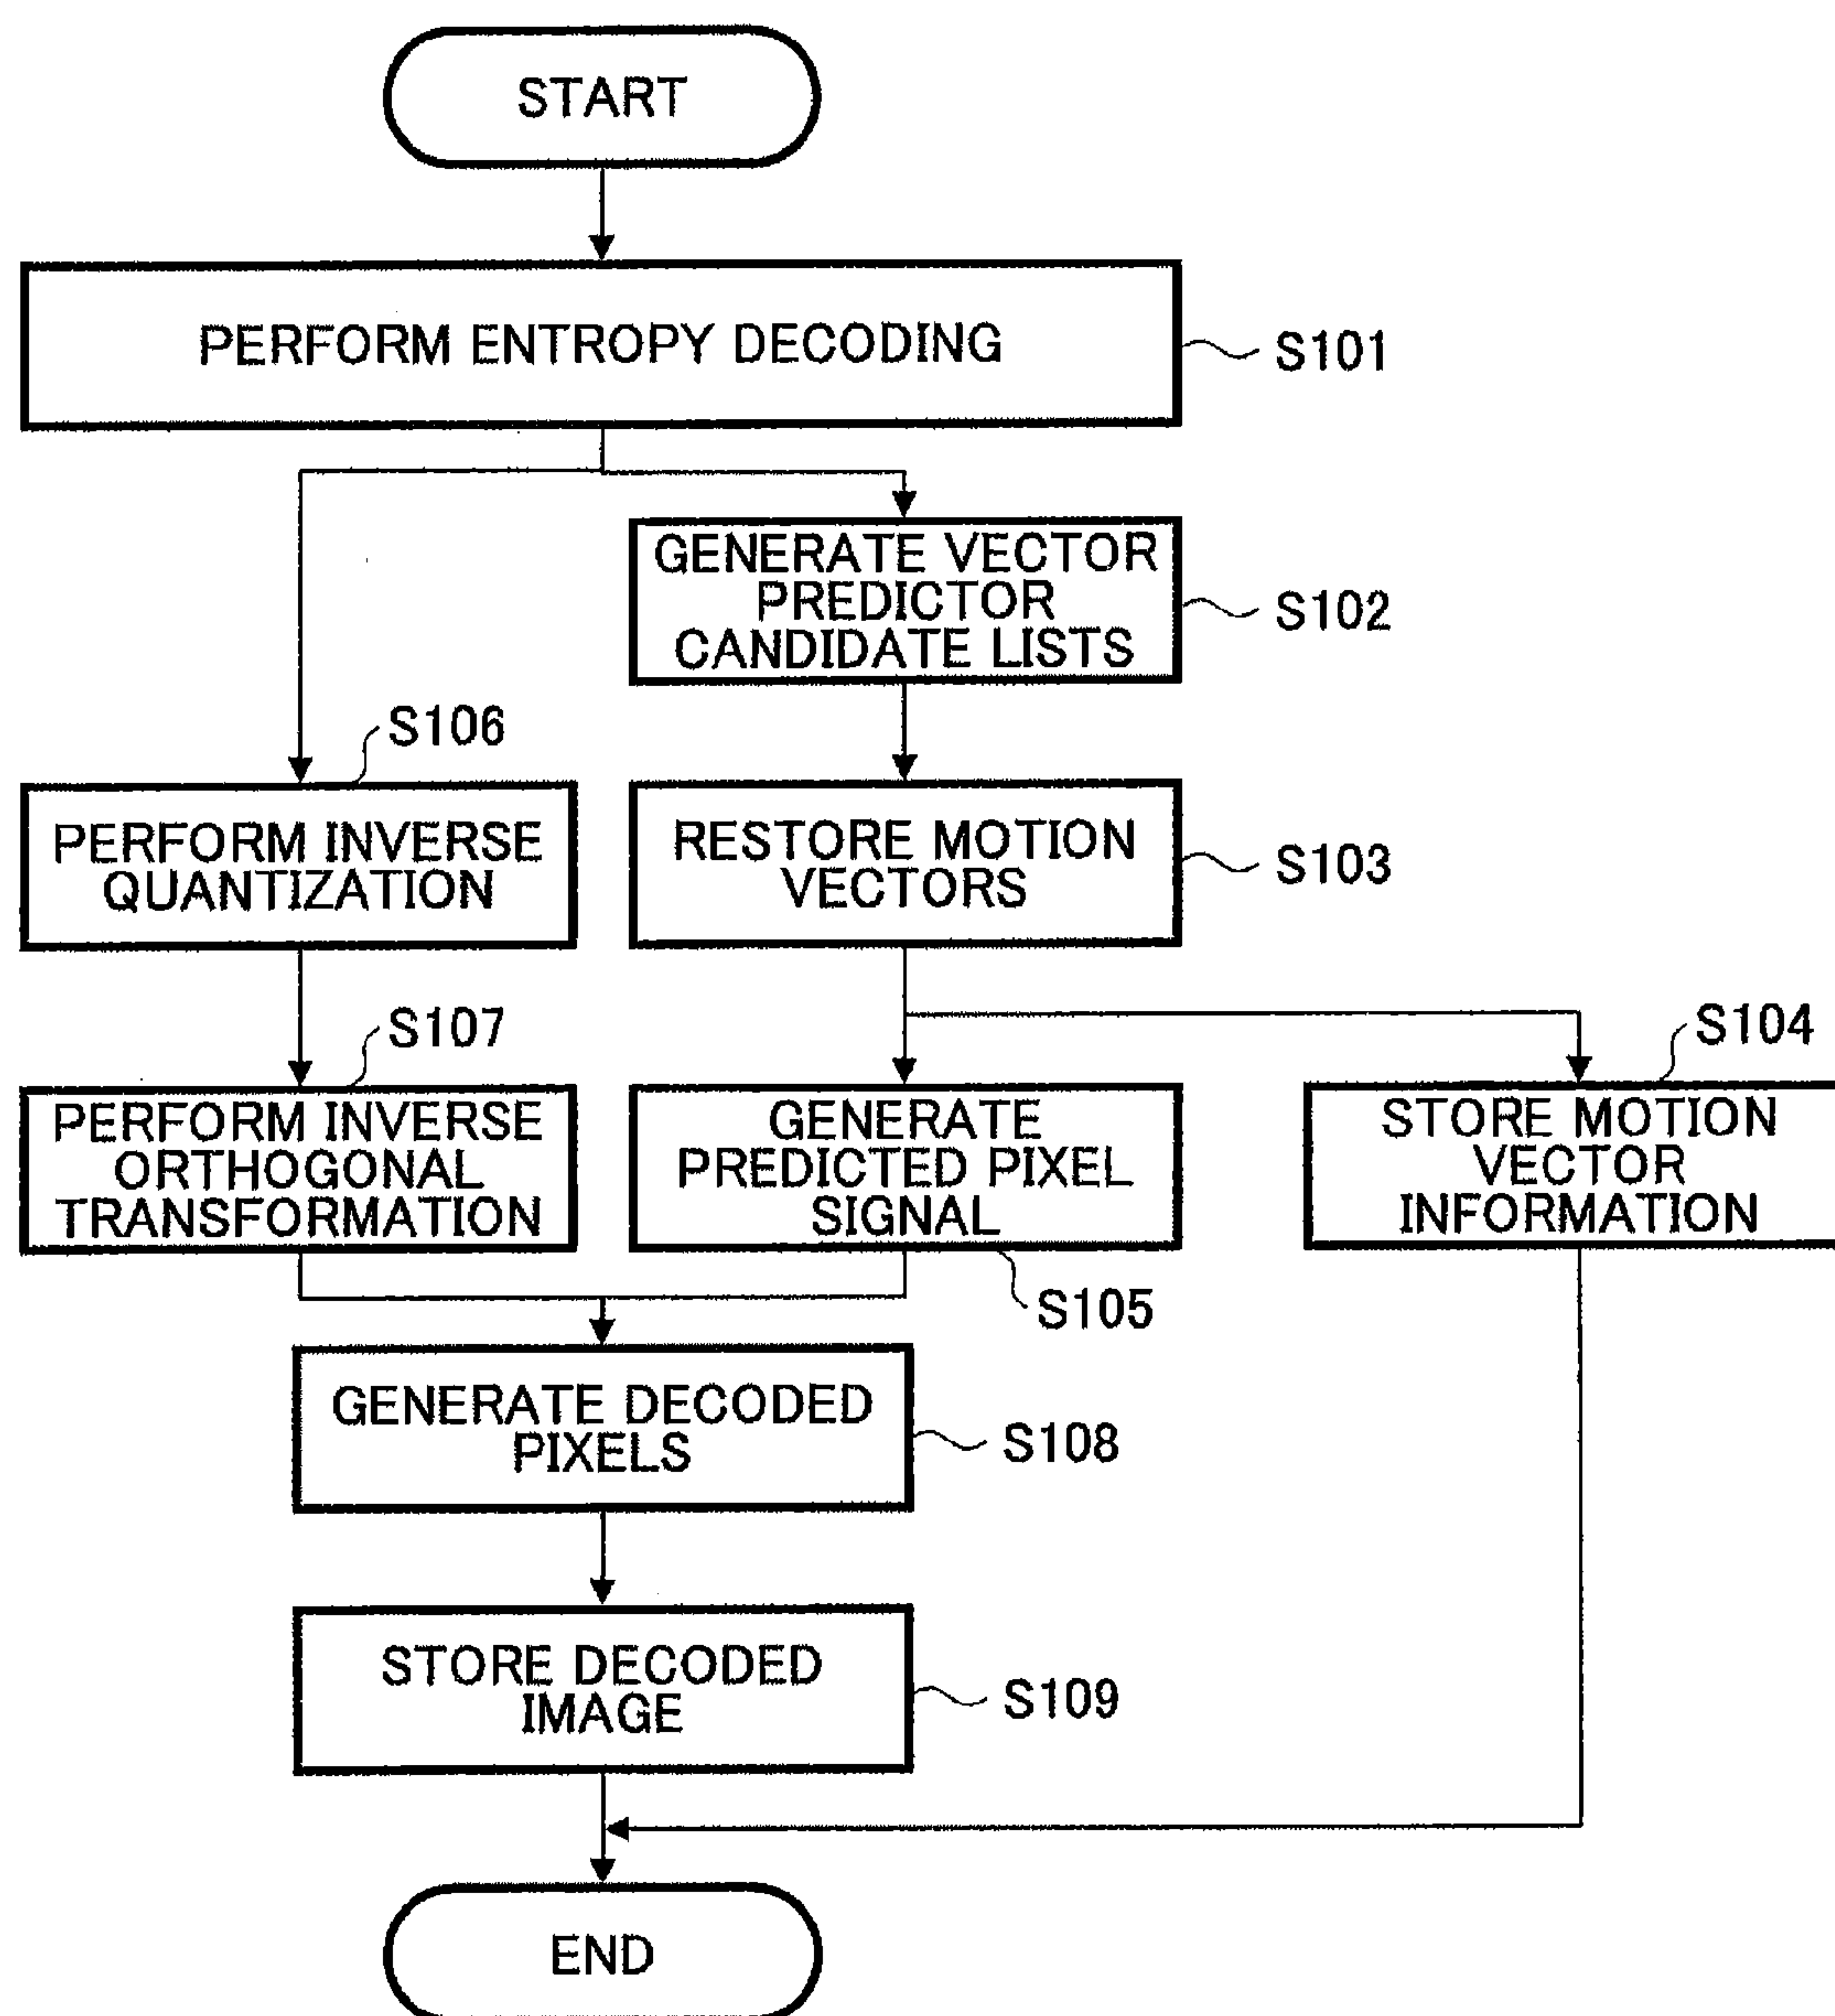 START
PERFORM ENTROPY DECODING
S101
GENERATE VECTOR
PREDICTOR
CANDIDATE LISTS
S102
S106
PERFORM INVERSE
QUANTIZATION
RESTORE MOTION
VECTORS
S103
S107
PERFORM INVERSE
ORTHOGONAL
TRANSFORMATION
GENERATE
PREDICTED PIXEL
SIGNAL
S105
S104
STORE MOTION
VECTOR
INFORMATION
GENERATE DECODED
PIXELS
S108
STORE DECODED
IMAGE
S109
END